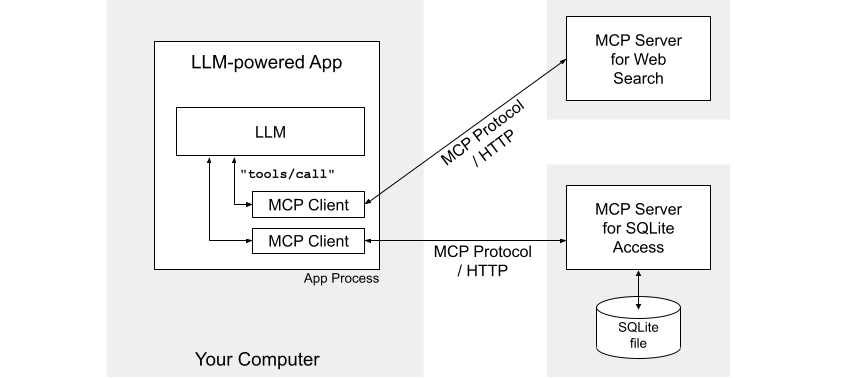 LLM-powered App
LLM
"tools/call"
MCP Client
MCP Client
App Process
Your Computer
MCP Protocol
/ HTTP
MCP Protocol
/ HTTP
MCP Server
for Web
Search
MCP Server
for SQLite
Access
SQLite
file